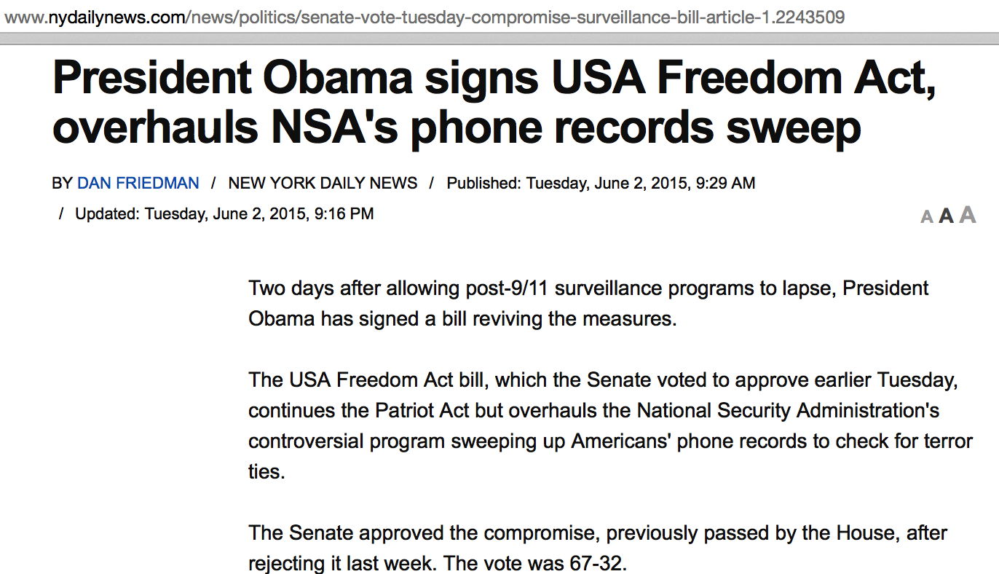 www.nydailynews.com/news/politics/senate-vote-tuesday-compromise-surveillance-bill-article-1.2243509
President Obama signs USA Freedom Act,
overhauls NSA's phone records sweep
BY DAN FRIEDMAN / NEW YORK DAILY NEWS / Published: Tuesday, June 2, 2015, 9:29 AM
/ Updated: Tuesday, June 2, 2015, 9:16 PM
A A A
Two days after allowing post-9/11 surveillance programs to lapse, President
Obama has signed a bill reviving the measures.
The USA Freedom Act bill, which the Senate voted to approve earlier Tuesday,
continues the Patriot Act but overhauls the National Security Administration's
controversial program sweeping up Americans' phone records to check for terror
ties.
The Senate approved the compromise, previously passed by the House, after
rejecting it last week. The vote was 67-32.